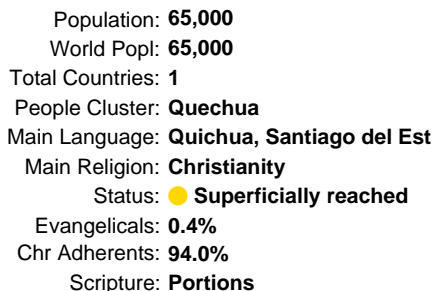 Population: 65,000
World Popl: 65,000
Total Countries: 1
People Cluster: Quechua
Main Language: Quichua, Santiago del Est
Main Religion: Christianity
Status: Superficially reached
Evangelicals: 0.4%
Chr Adherents: 94.0%
Scripture: Portions